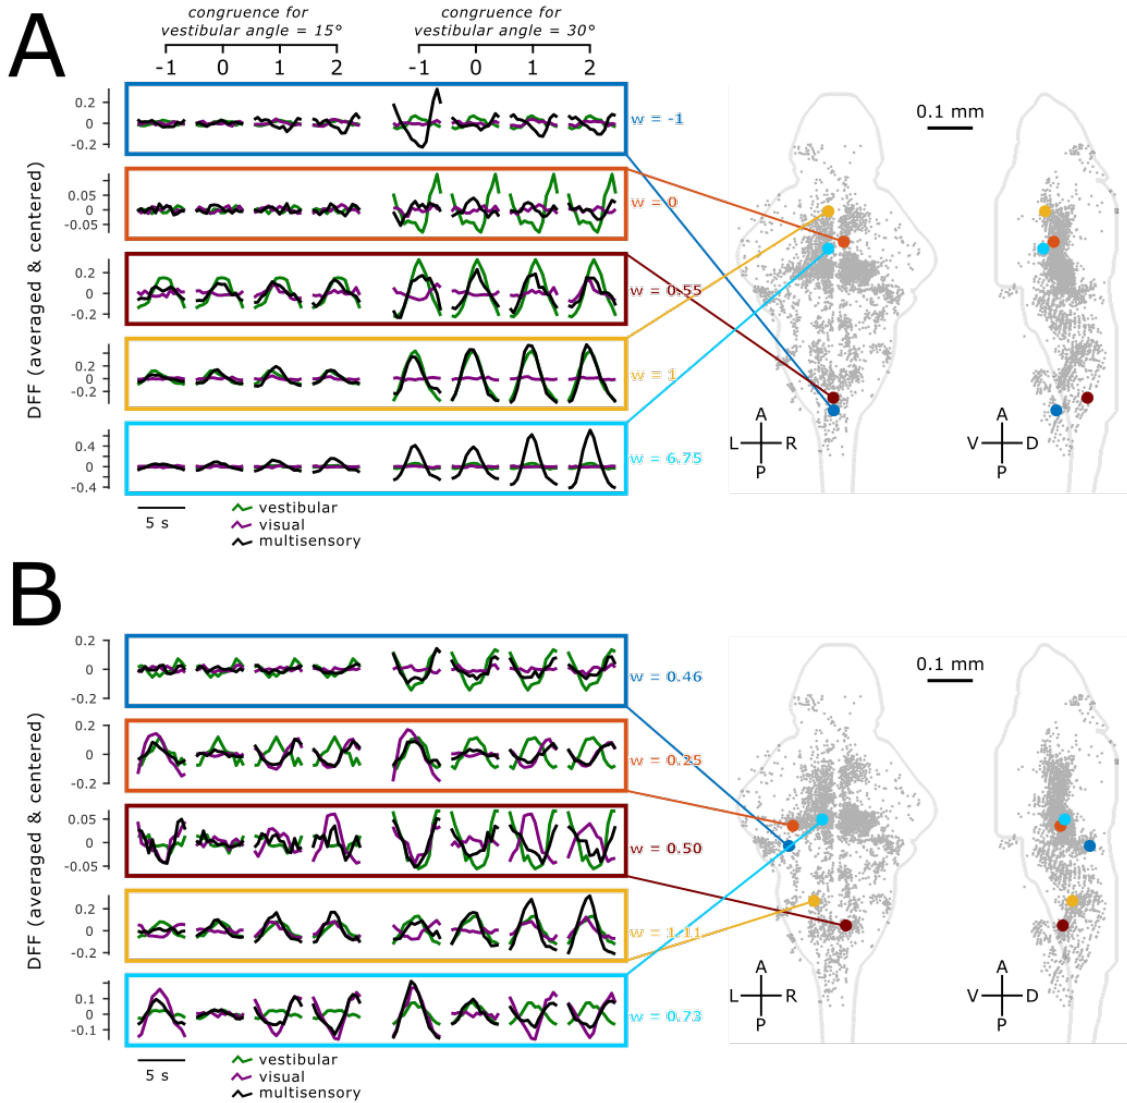 A
congruence for
vestibular angle = 15°
congruence for
vestibular angle = 30°
-1 0 1 2
-1 0 1 2
DFF (averaged & centered)
0.2
0
-0.2
w = -1
0.05
0
-0.05
w = 0
0.2
0
-0.2
w = 0.55
0.2
0
-0.2
w = 1
0.4
0
-0.4
w = 6.75
5 s
vestibular
visual
multisensory
0.1 mm
A
L R
P
A
V D
P
B
DFF (averaged & centered)
0.2
0
-0.2
w = 0.46
0.2
0
-0.2
w = 0.25
0.05
0
-0.05
w = 0.50
0.2
0
-0.2
w = 1.11
0.1
0
-0.1
w = 0.73
5 s
vestibular
visual
multisensory
0.1 mm
A
L R
P
A
V D
P